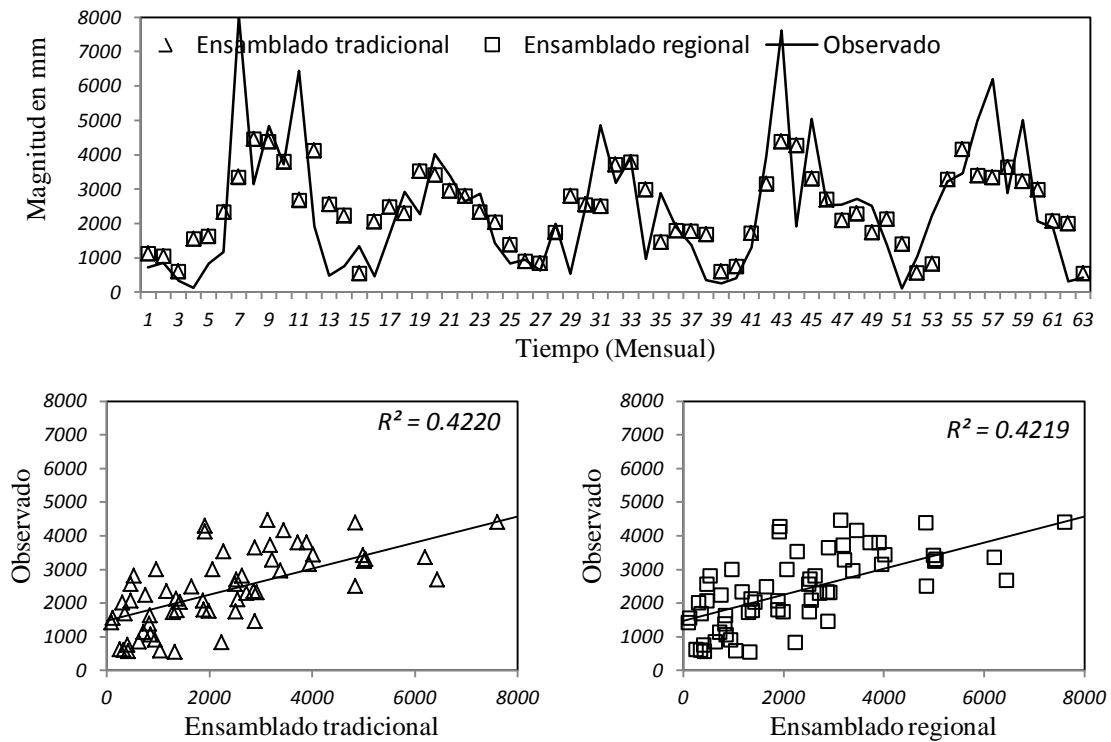 8000
7000
6000
5000
4000
3000
2000
1000
0
Magnitud en mm
Ensamblado tradicional Ensamblado regional Observado
1 3 5 7 9 11 13 15 17 19 21 23 25 27 29 31 33 35 37 39 41 43 45 47 49 51 53 55 57 59 61 63
Tiempo (Mensual)
8000
7000
6000
5000
4000
3000
2000
1000
0
Observado
R² = 0.4220
0 2000 4000 6000 8000
Ensamblado tradicional
8000
7000
6000
5000
4000
3000
2000
1000
0
Observado
R² = 0.4219
0 2000 4000 6000 8000
Ensamblado regional